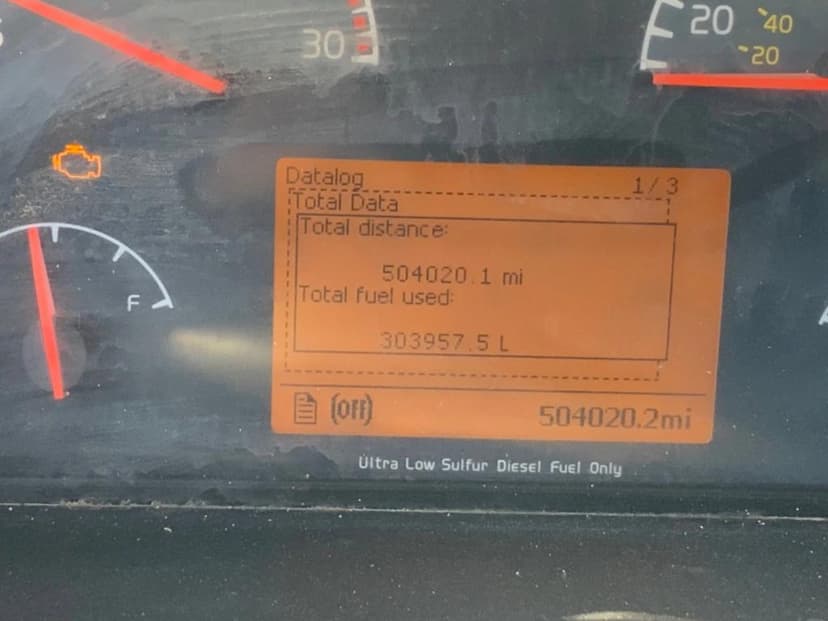 30
20 40
20
Datalog 1/3
Total Data
Total distance:
504020.1 mi
Total fuel used:
303957.5 L
F
(Off) 504020.2mi
Ultra Low Sulfur Diesel Fuel Only